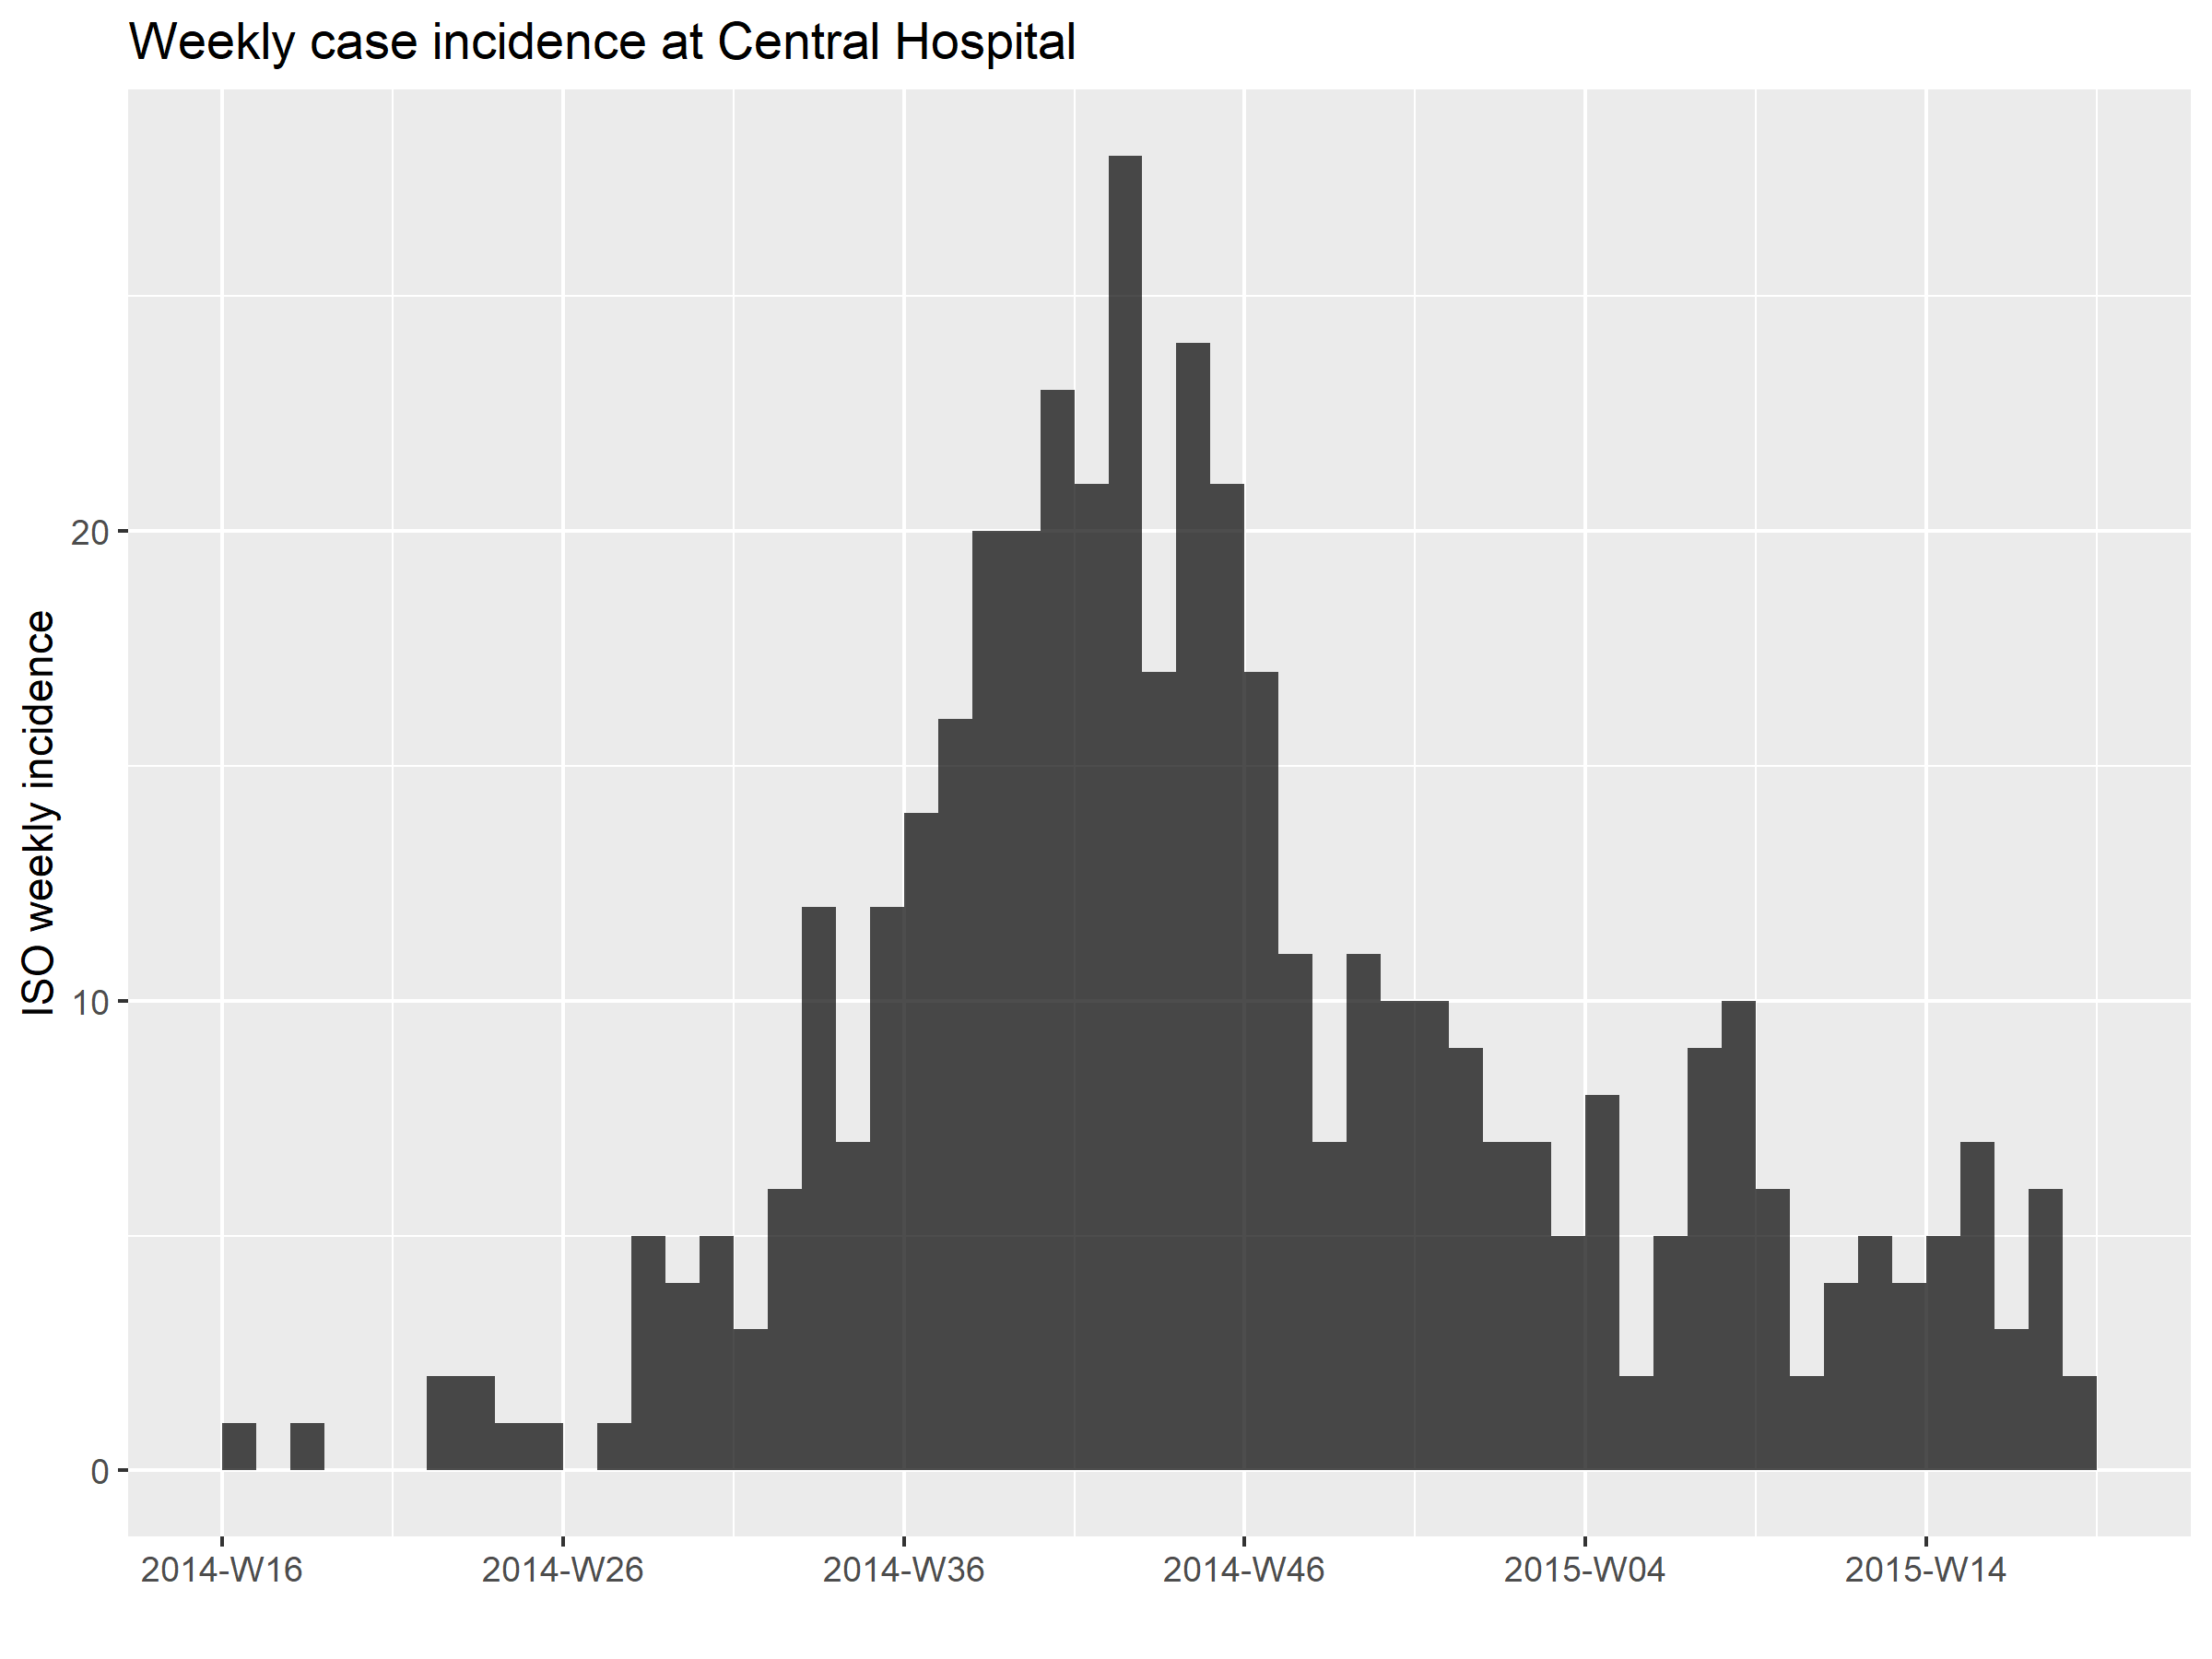 Weekly case incidence at Central Hospital
ISO weekly incidence
20
10
0
2014-W16
2014-W26
2014-W36
2014-W46
2015-W04
2015-W14